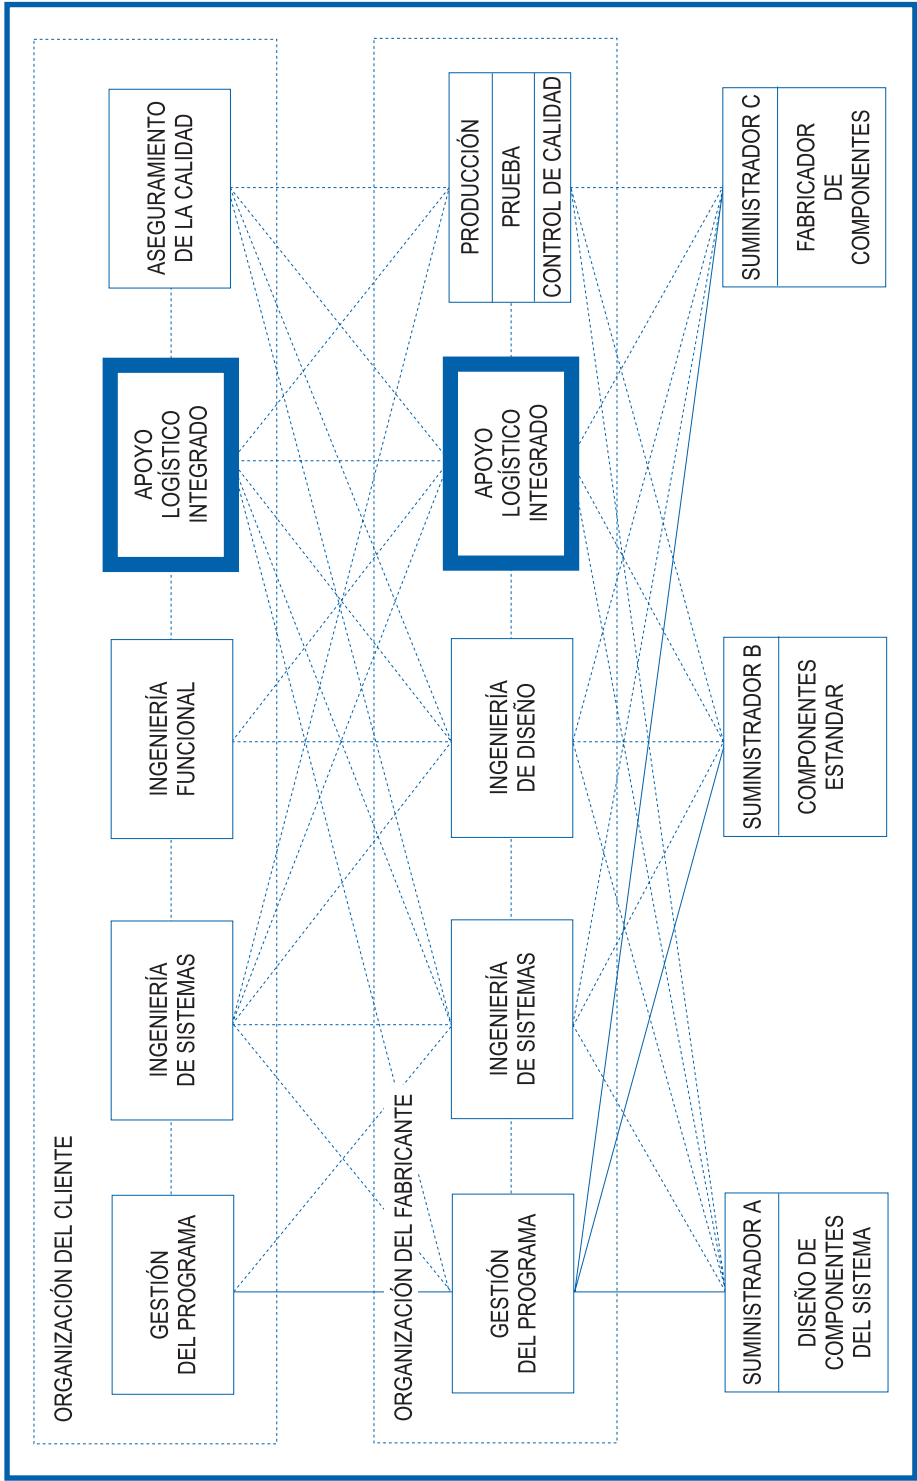 ORGANIZACIÓN DEL CLIENTE
GESTIÓN
DEL PROGRAMA
INGENIERÍA
DE SISTEMAS
INGENIERÍA
FUNCIONAL
APOYO
LOGÍSTICO
INTEGRADO
ASEGURAMIENTO
DE LA CALIDAD
ORGANIZACIÓN DEL FABRICANTE
GESTIÓN
DEL PROGRAMA
INGENIERÍA
DE SISTEMAS
INGENIERÍA
DE DISEÑO
APOYO
LOGÍSTICO
INTEGRADO
PRODUCCIÓN
PRUEBA
CONTROL DE CALIDAD
SUMINISTRADOR A
DISEÑO DE
COMPONENTES
DEL SISTEMA
SUMINISTRADOR B
COMPONENTES
ESTANDAR
SUMINISTRADOR C
FABRICADOR
DE
COMPONENTES